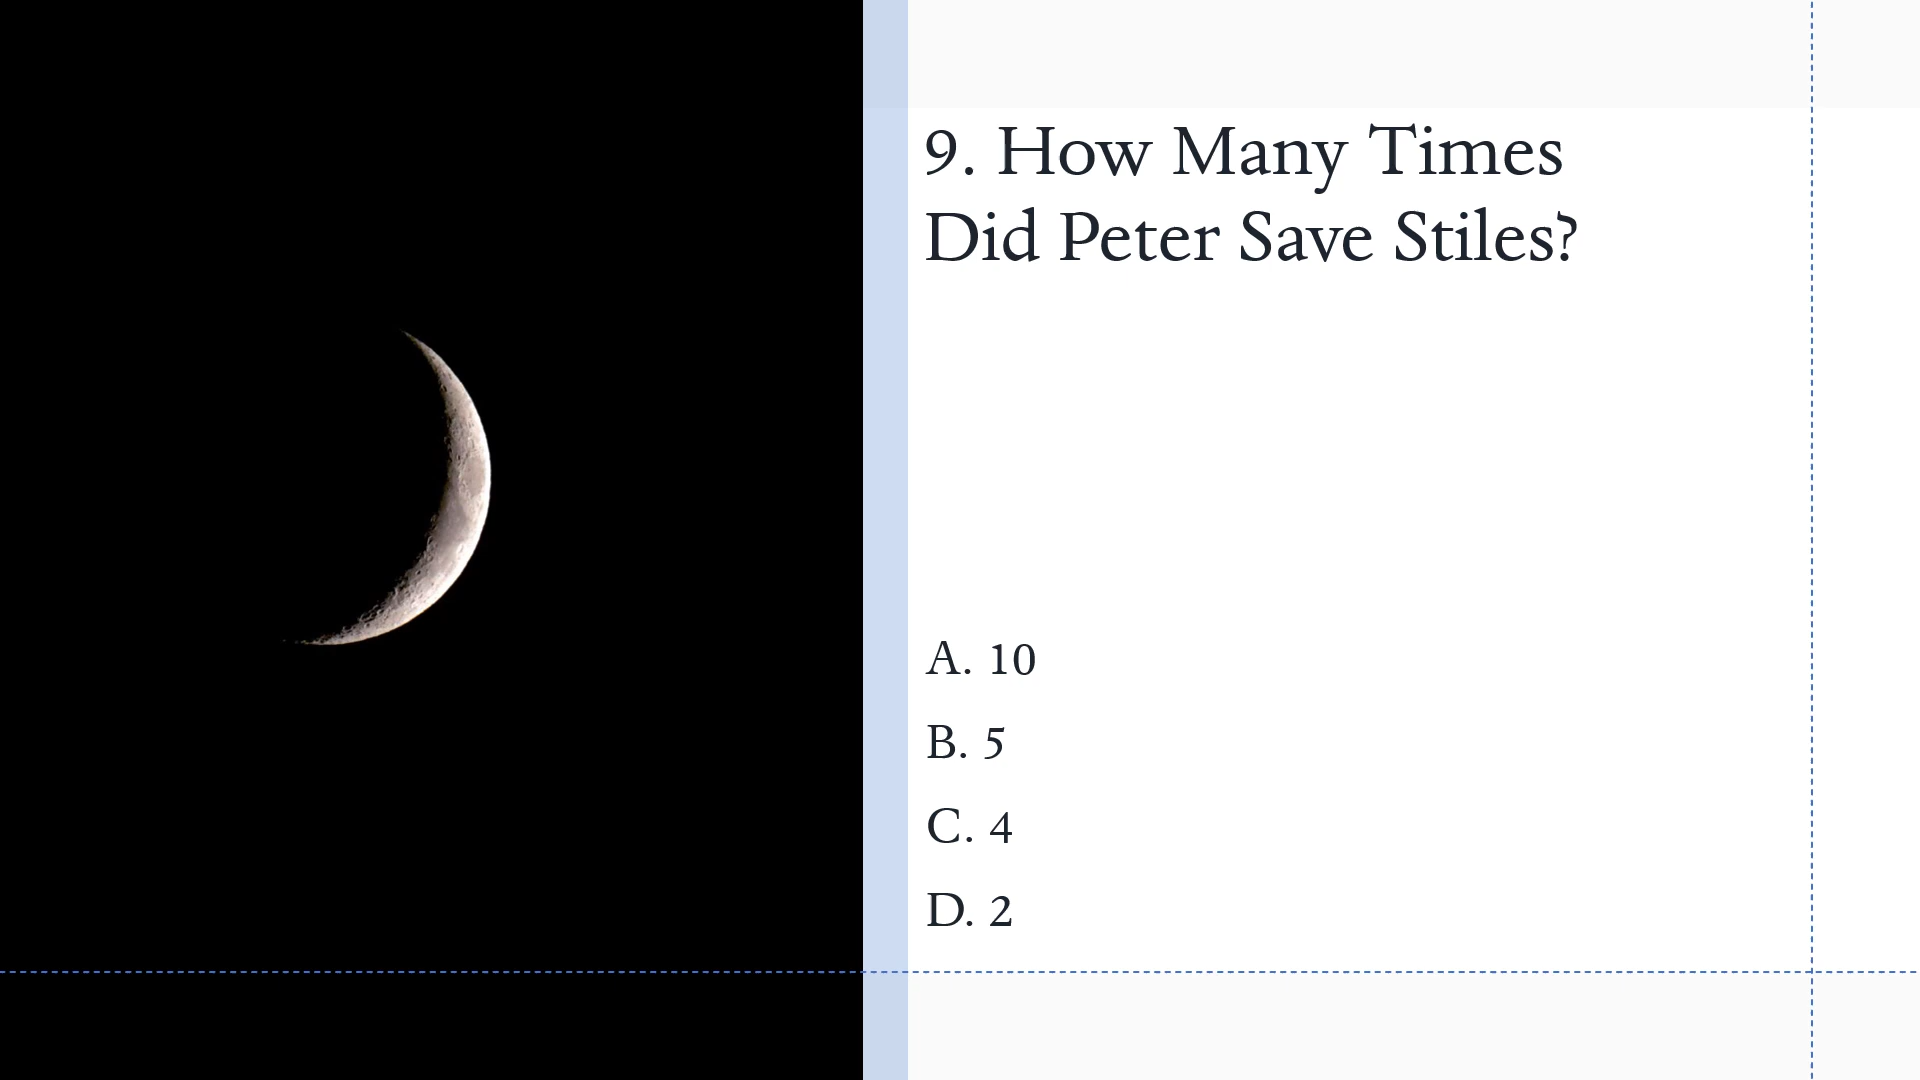 9. How Many Times
Did Peter Save Stiles?
A. 10
B. 5
C. 4
D. 2